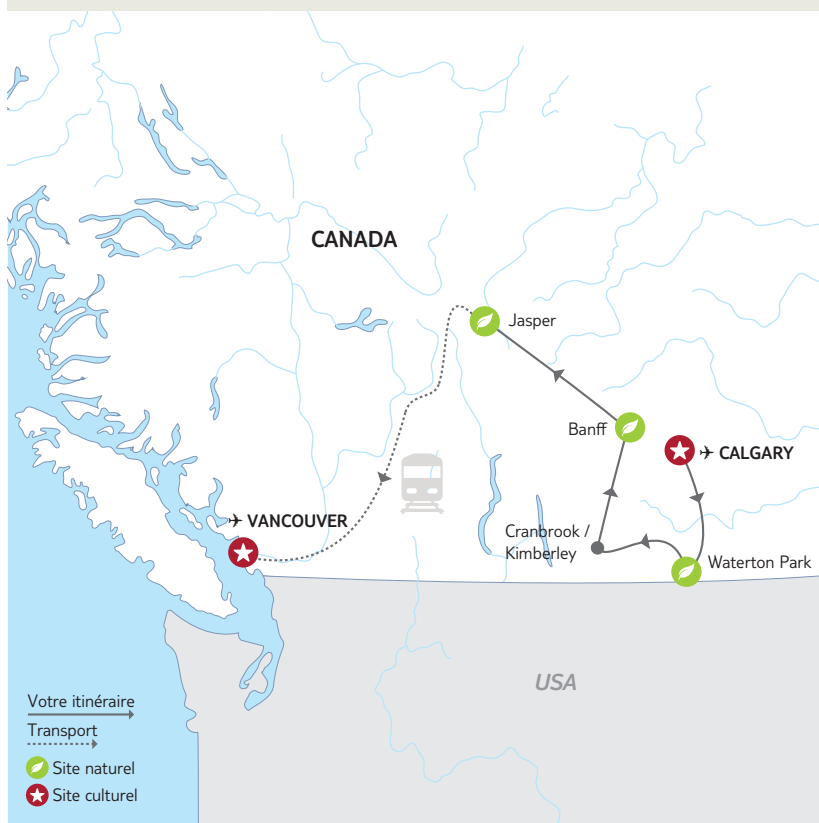 CANADA
Jasper
Banff
CALGARY
VANCOUVER
Cranbrook /
Kimberley
Waterton Park
USA
Votre itinéraire
Transport
Site naturel
Site culturel